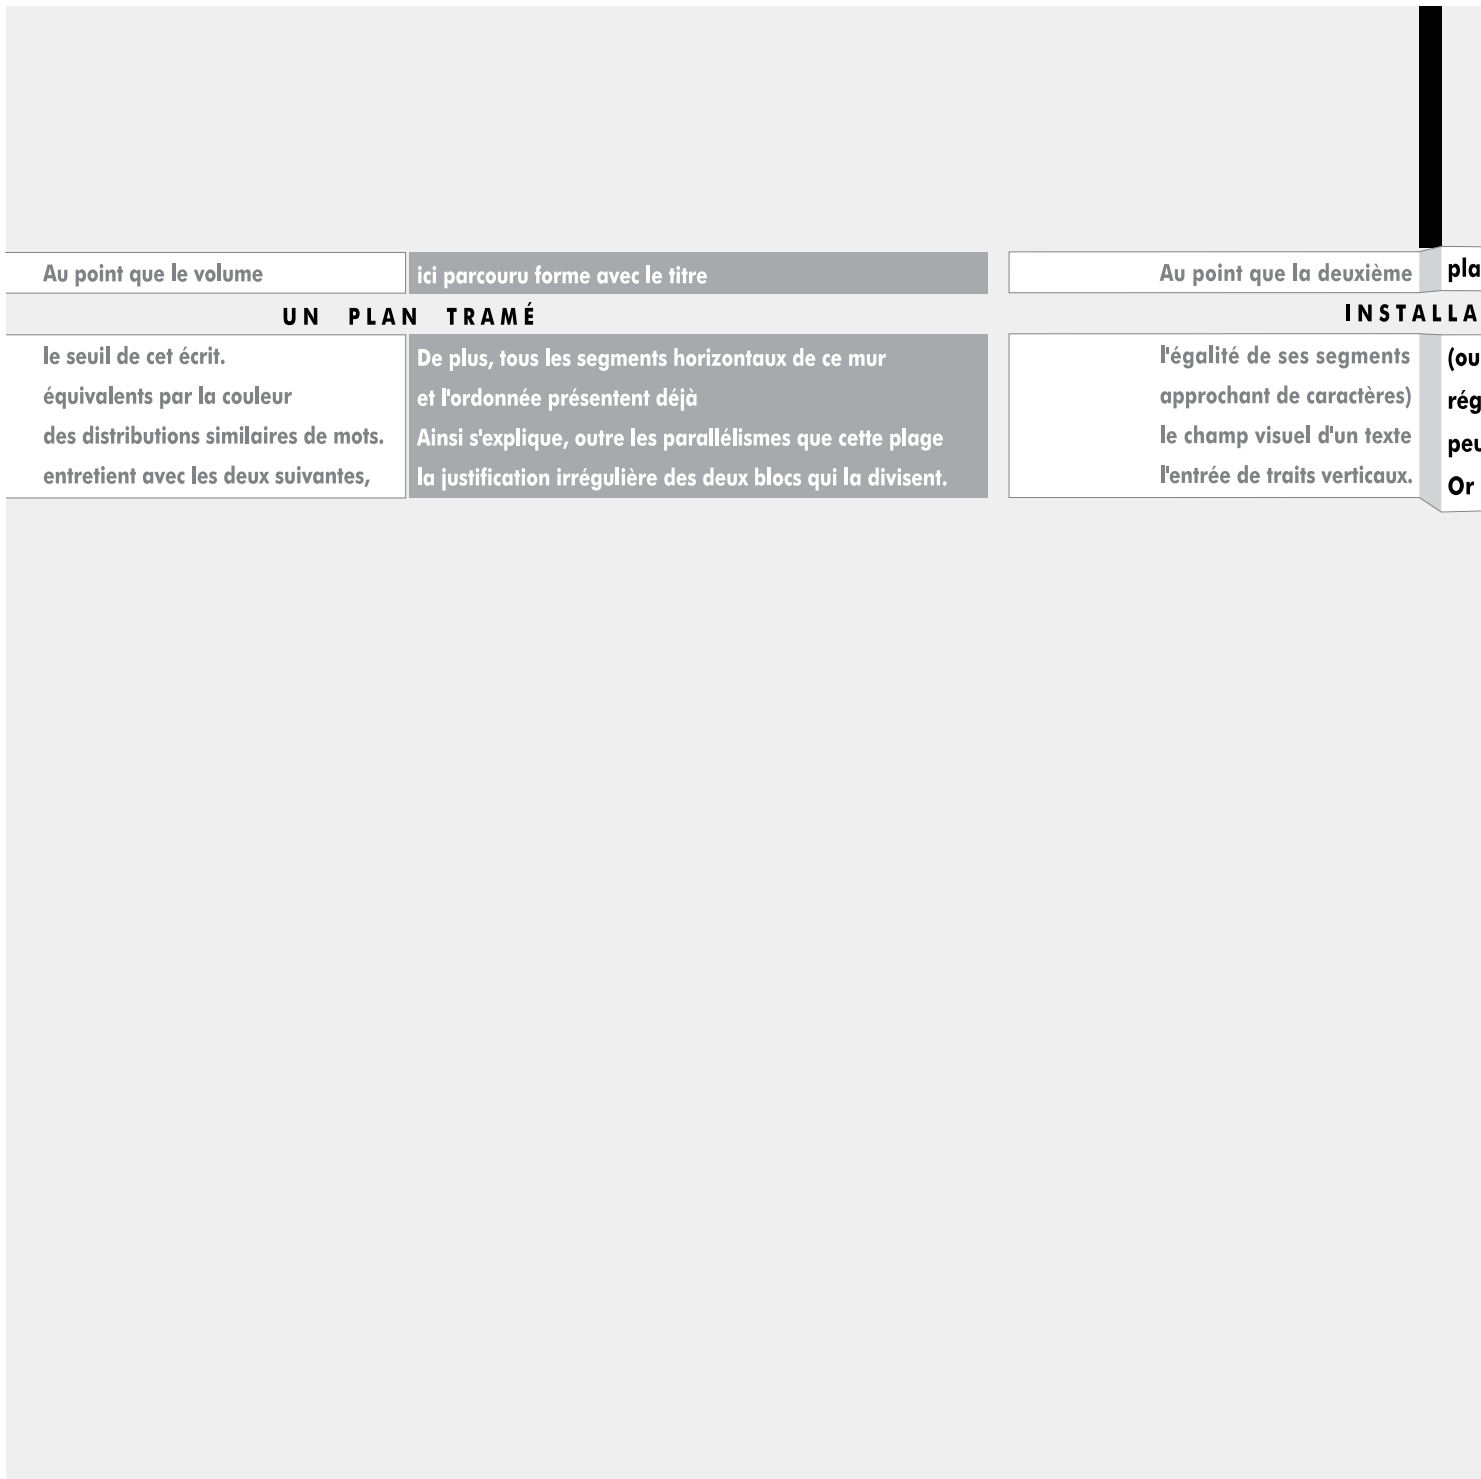 Au point que le volume ici parcouru forme avec le titre
UN PLAN TRAMÉ
le seuil de cet écrit. De plus, tous les segments horizontaux de ce mur
équivalents par la couleur et l'ordonnée présentent déjà
des distributions similaires de mots. Ainsi s'explique, outre les parallélismes que cette plage
entretient avec les deux suivantes, la justification irrégulière des deux blocs qui la divisent.
Au point que la deuxième pla
INSTALLA
l'égalité de ses segments (ou
approchant de caractères) rég
le champ visuel d'un texte peu
l'entrée de traits verticaux. Or